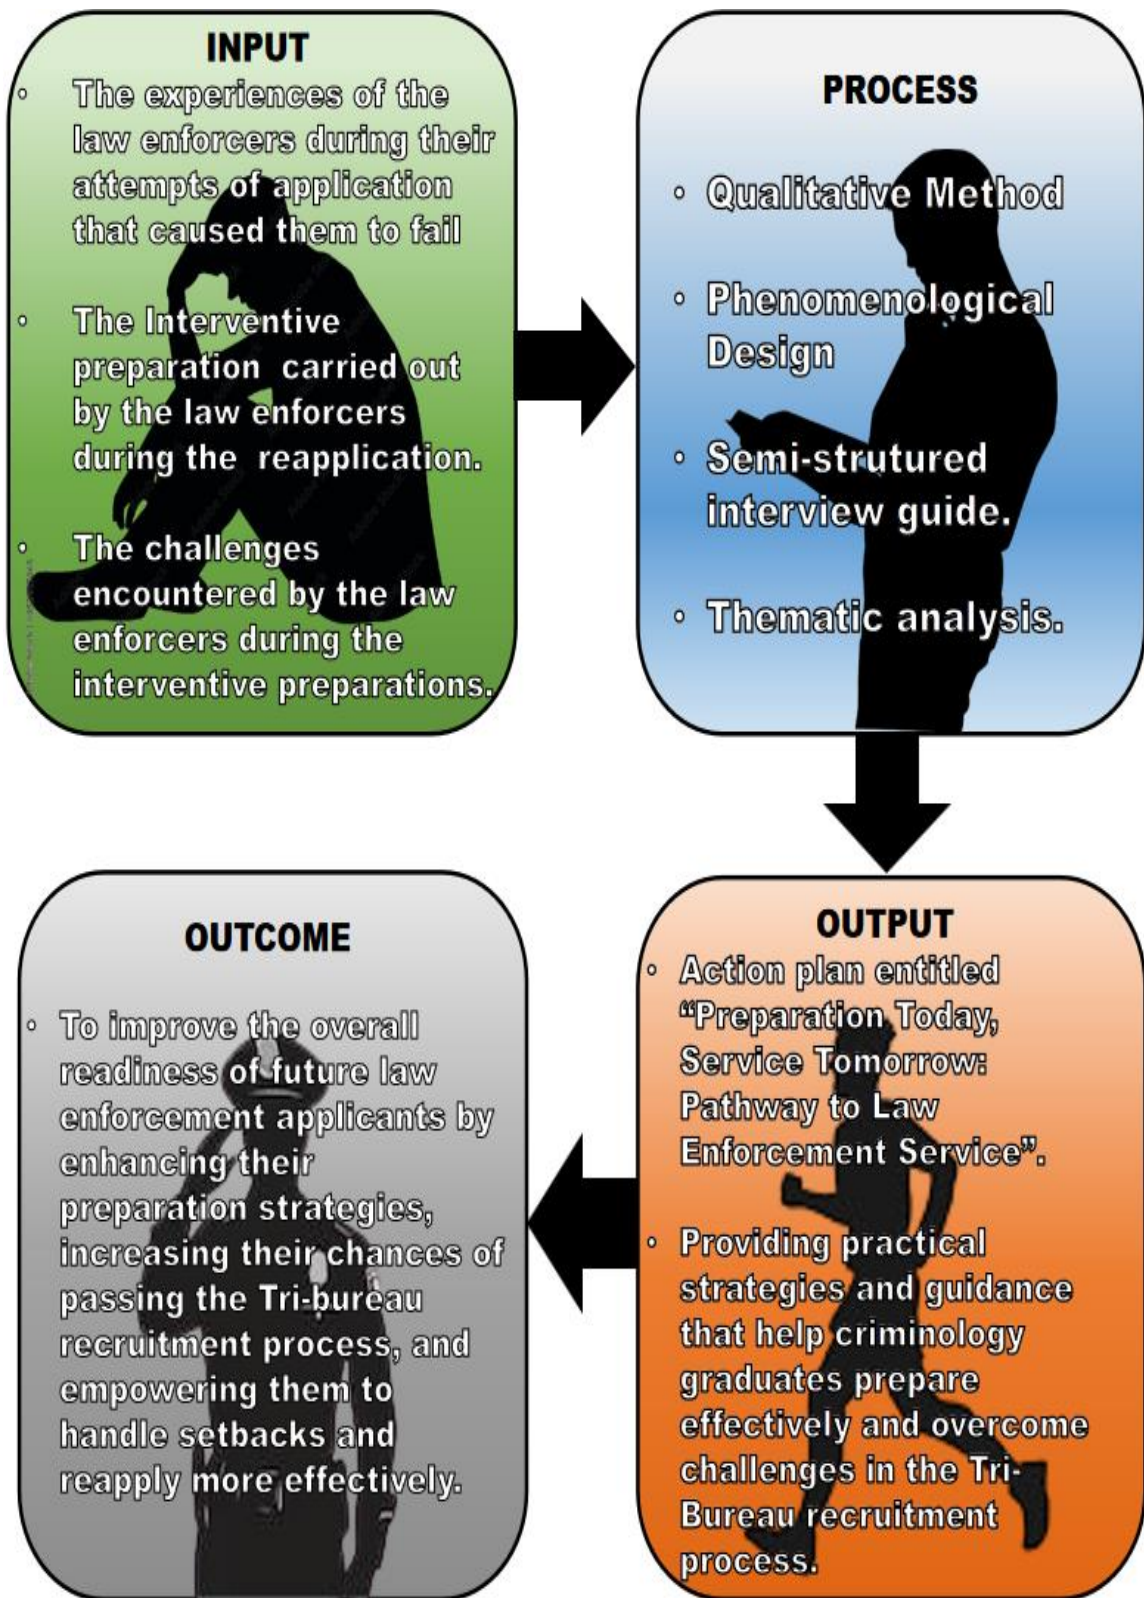 INPUT
• The experiences of the
law enforcers during their
attempts of application
that caused them to fail
• The Interventive
preparation carried out
by the law enforcers
during the reapplication.
• The challenges
encountered by the law
enforcers during the
interventive preparations.
PROCESS
• Qualitative Method
• Phenomenological
Design
• Semi-strutured
interview guide.
• Thematic analysis.
OUTPUT
• Action plan entitled
“Preparation Today,
Service Tomorrow:
Pathway to Law
Enforcement Service”.
• Providing practical
strategies and guidance
that help criminology
graduates prepare
effectively and overcome
challenges in the Tri-
Bureau recruitment
process.
OUTCOME
• To improve the overall
readiness of future law
enforcement applicants by
enhancing their
preparation strategies,
increasing their chances of
passing the Tri-bureau
recruitment process, and
empowering them to
handle setbacks and
reapply more effectively.